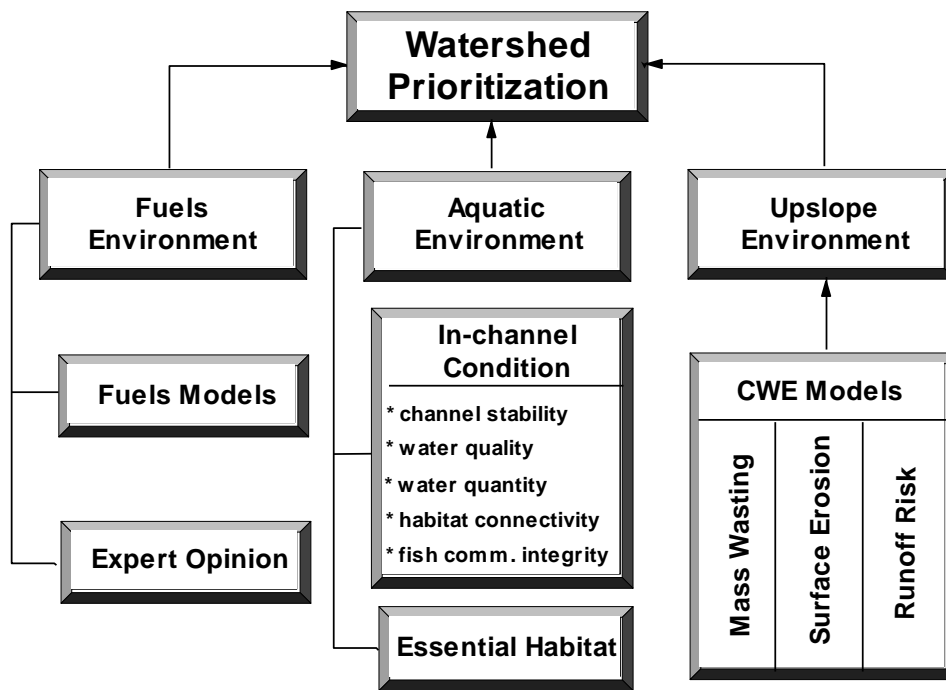 Watershed
Prioritization
Fuels
Environment
Aquatic
Environment
Upslope
Environment
Fuels Models
Expert Opinion
In-channel
Condition
* channel stability
* water quality
* water quantity
* habitat connectivity
* fish comm. integrity
Essential Habitat
CWE Models
Mass Wasting
Surface Erosion
Runoff Risk